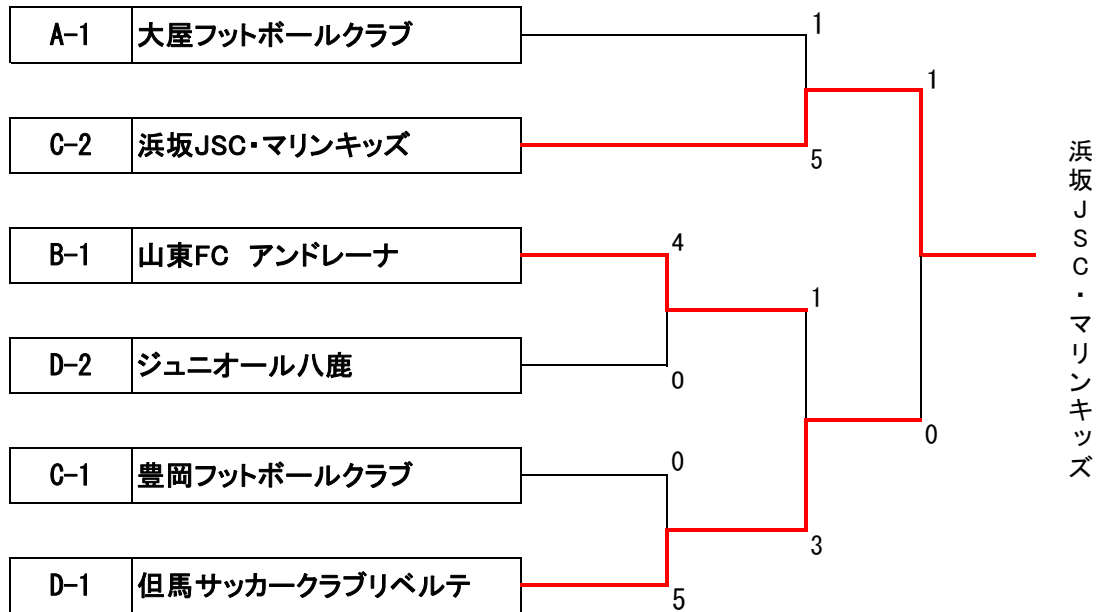 A-1 大屋フットボールクラブ
1
1
C-2 浜坂JSC・マリンキッズ
5
B-1 山東FC　アンドレーナ
4
1
D-2 ジュニオール八鹿
0
0
C-1 豊岡フットボールクラブ
0
3
D-1 但馬サッカークラブリベルテ
5
浜坂JSC・マリンキッズ